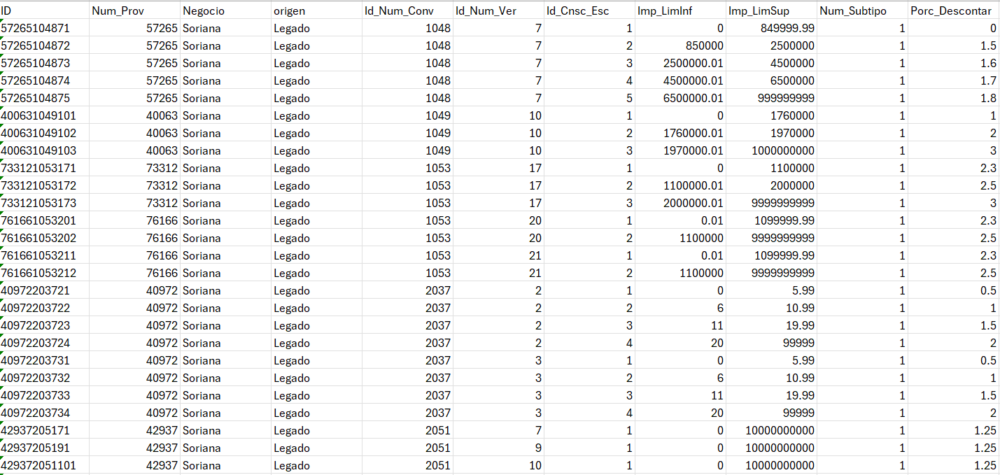 ID Num_Prov Negocio origen Id_Num_Conv Id_Num_Ver Id_Cnsc_Esc Imp_LimInf Imp_LimSup Num_Subtipo Porc_Descontar
57265104871 57265 Soriana Legado 1048 7 1 0 849999.99 1 0
57265104872 57265 Soriana Legado 1048 7 2 850000 2500000 1 1.5
57265104873 57265 Soriana Legado 1048 7 3 2500000.01 4500000 1 1.6
57265104874 57265 Soriana Legado 1048 7 4 4500000.01 6500000 1 1.7
57265104875 57265 Soriana Legado 1048 7 5 6500000.01 999999999 1 1.8
400631049101 40063 Soriana Legado 1049 10 1 0 1760000 1 1
400631049102 40063 Soriana Legado 1049 10 2 1760000.01 1970000 1 2
400631049103 40063 Soriana Legado 1049 10 3 1970000.01 1000000000 1 3
733121053171 73312 Soriana Legado 1053 17 1 0 1100000 1 2.3
733121053172 73312 Soriana Legado 1053 17 2 1100000.01 2000000 1 2.5
733121053173 73312 Soriana Legado 1053 17 3 2000000.01 9999999999 1 3
761661053201 76166 Soriana Legado 1053 20 1 0.01 1099999.99 1 2.3
761661053202 76166 Soriana Legado 1053 20 2 1100000 9999999999 1 2.5
761661053211 76166 Soriana Legado 1053 21 1 0.01 1099999.99 1 2.3
761661053212 76166 Soriana Legado 1053 21 2 1100000 9999999999 1 2.5
40972203721 40972 Soriana Legado 2037 2 1 0 5.99 1 0.5
40972203722 40972 Soriana Legado 2037 2 2 6 10.99 1 1
40972203723 40972 Soriana Legado 2037 2 3 11 19.99 1 1.5
40972203724 40972 Soriana Legado 2037 2 4 20 99999 1 2
40972203731 40972 Soriana Legado 2037 3 1 0 5.99 1 0.5
40972203732 40972 Soriana Legado 2037 3 2 6 10.99 1 1
40972203733 40972 Soriana Legado 2037 3 3 11 19.99 1 1.5
40972203734 40972 Soriana Legado 2037 3 4 20 99999 1 2
42937205171 42937 Soriana Legado 2051 7 1 0 10000000000 1 1.25
42937205191 42937 Soriana Legado 2051 9 1 0 10000000000 1 1.25
429372051101 42937 Soriana Legado 2051 10 1 0 10000000000 1 1.25